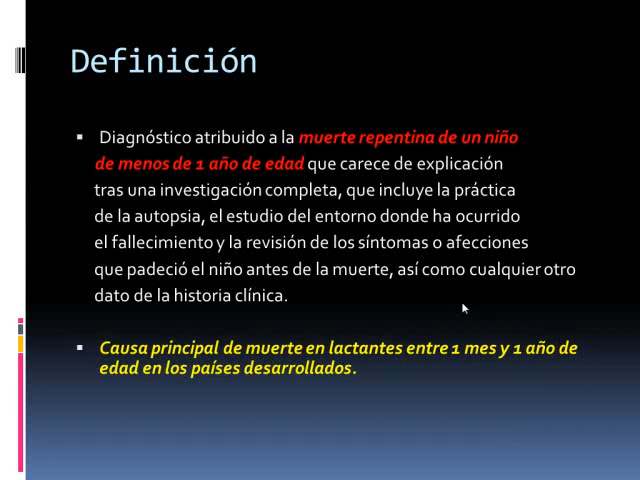 Definición
▪ Diagnóstico atribuido a la muerte repentina de un niño
de menos de 1 año de edad que carece de explicación
tras una investigación completa, que incluye la práctica
de la autopsia, el estudio del entorno donde ha ocurrido
el fallecimiento y la revisión de los síntomas o afecciones
que padeció el niño antes de la muerte, así como cualquier otro
dato de la historia clínica.
▪ Causa principal de muerte en lactantes entre 1 mes y 1 año de
edad en los países desarrollados.